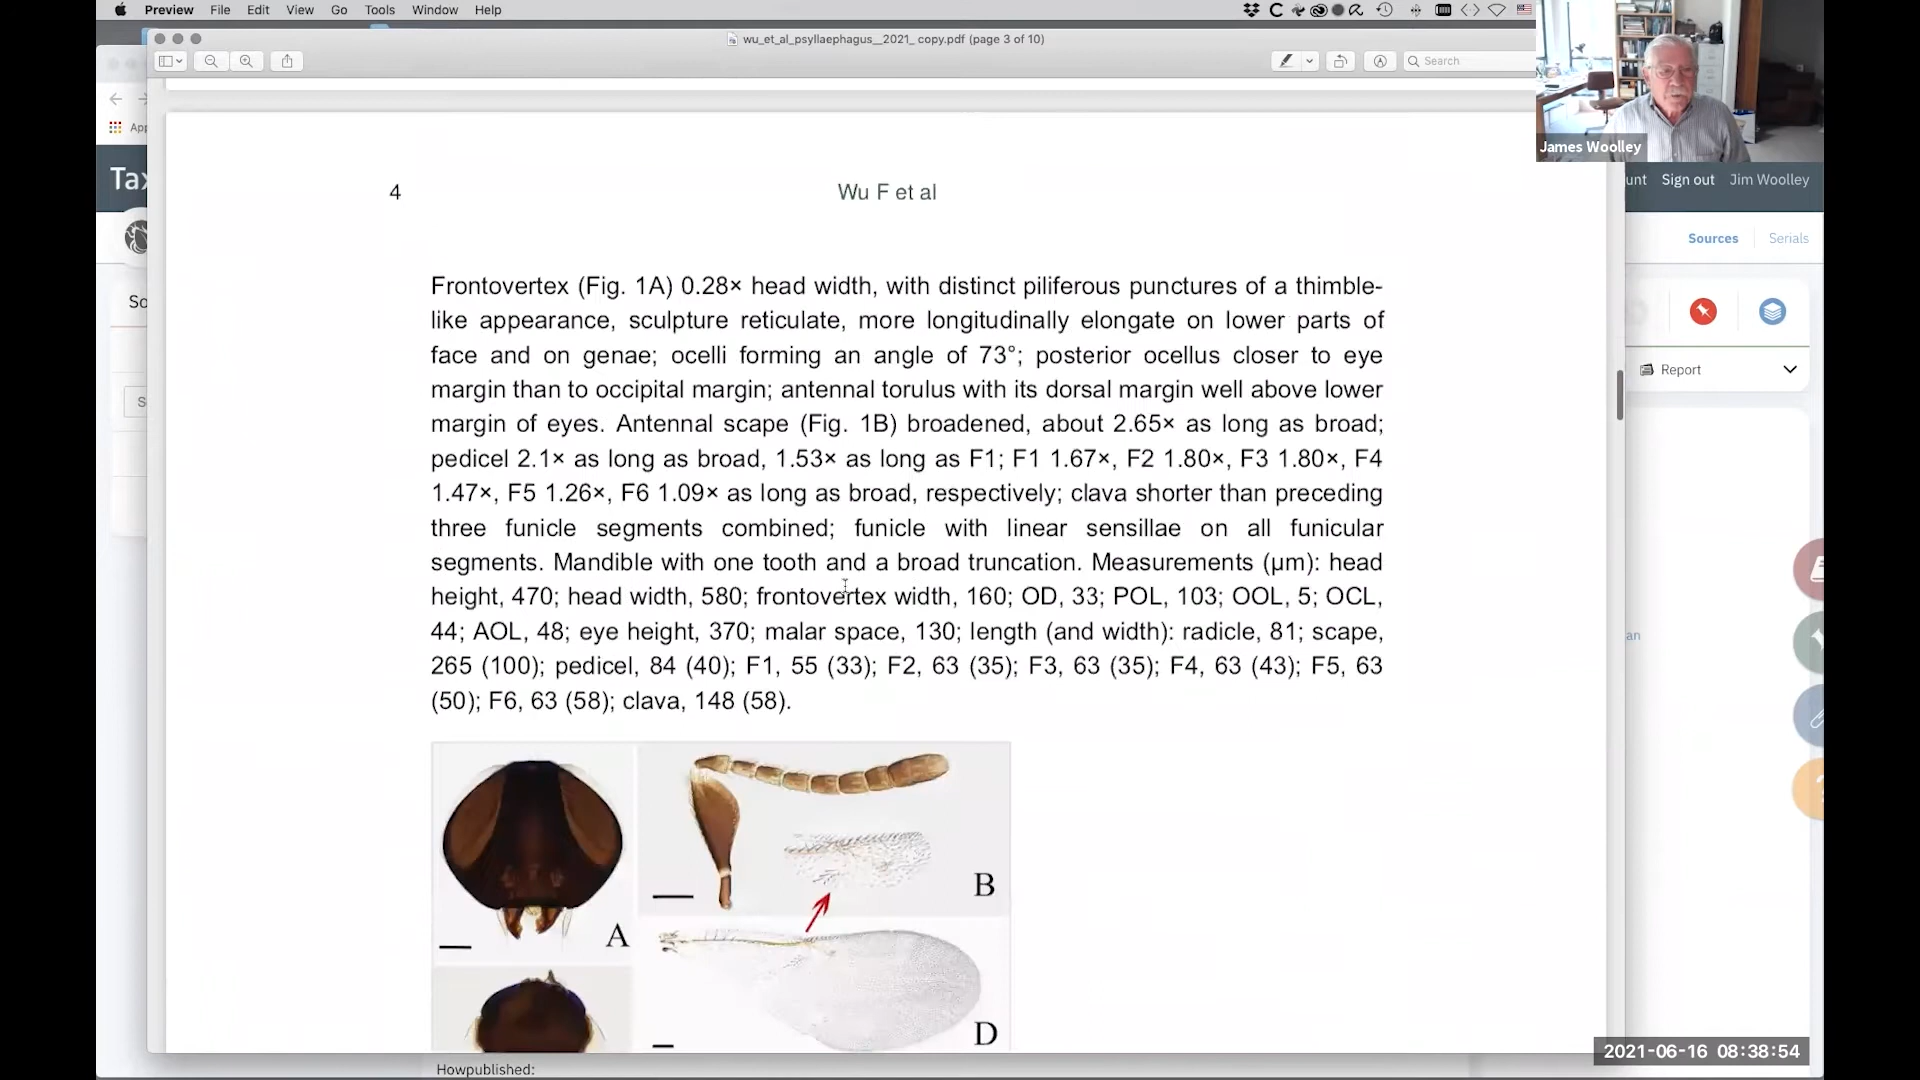 Preview File Edit View Go Tools Window Help
wu_et_al_psyllaephagus__2021_ copy.pdf (page 3 of 10)
Search
James Woolley
Sign out Jim Woolley
Sources Serials
Report
4
Wu F et al
Frontovertex (Fig. 1A) 0.28× head width, with distinct piliferous punctures of a thimble-
like appearance, sculpture reticulate, more longitudinally elongate on lower parts of
face and on genae; ocelli forming an angle of 73°; posterior ocellus closer to eye
margin than to occipital margin; antennal torulus with its dorsal margin well above lower
margin of eyes. Antennal scape (Fig. 1B) broadened, about 2.65× as long as broad;
pedicel 2.1× as long as broad, 1.53× as long as F1; F1 1.67×, F2 1.80×, F3 1.80×, F4
1.47×, F5 1.26×, F6 1.09× as long as broad, respectively; clava shorter than preceding
three funicle segments combined; funicle with linear sensillae on all funicular
segments. Mandible with one tooth and a broad truncation. Measurements (μm): head
height, 470; head width, 580; frontovertex width, 160; OD, 33; POL, 103; OOL, 5; OCL,
44; AOL, 48; eye height, 370; malar space, 130; length (and width): radicle, 81; scape,
265 (100); pedicel, 84 (40); F1, 55 (33); F2, 63 (35); F3, 63 (35); F4, 63 (43); F5, 63
(50); F6, 63 (58); clava, 148 (58).
A
B
D
Howpublished:
2021-06-16 08:38:54